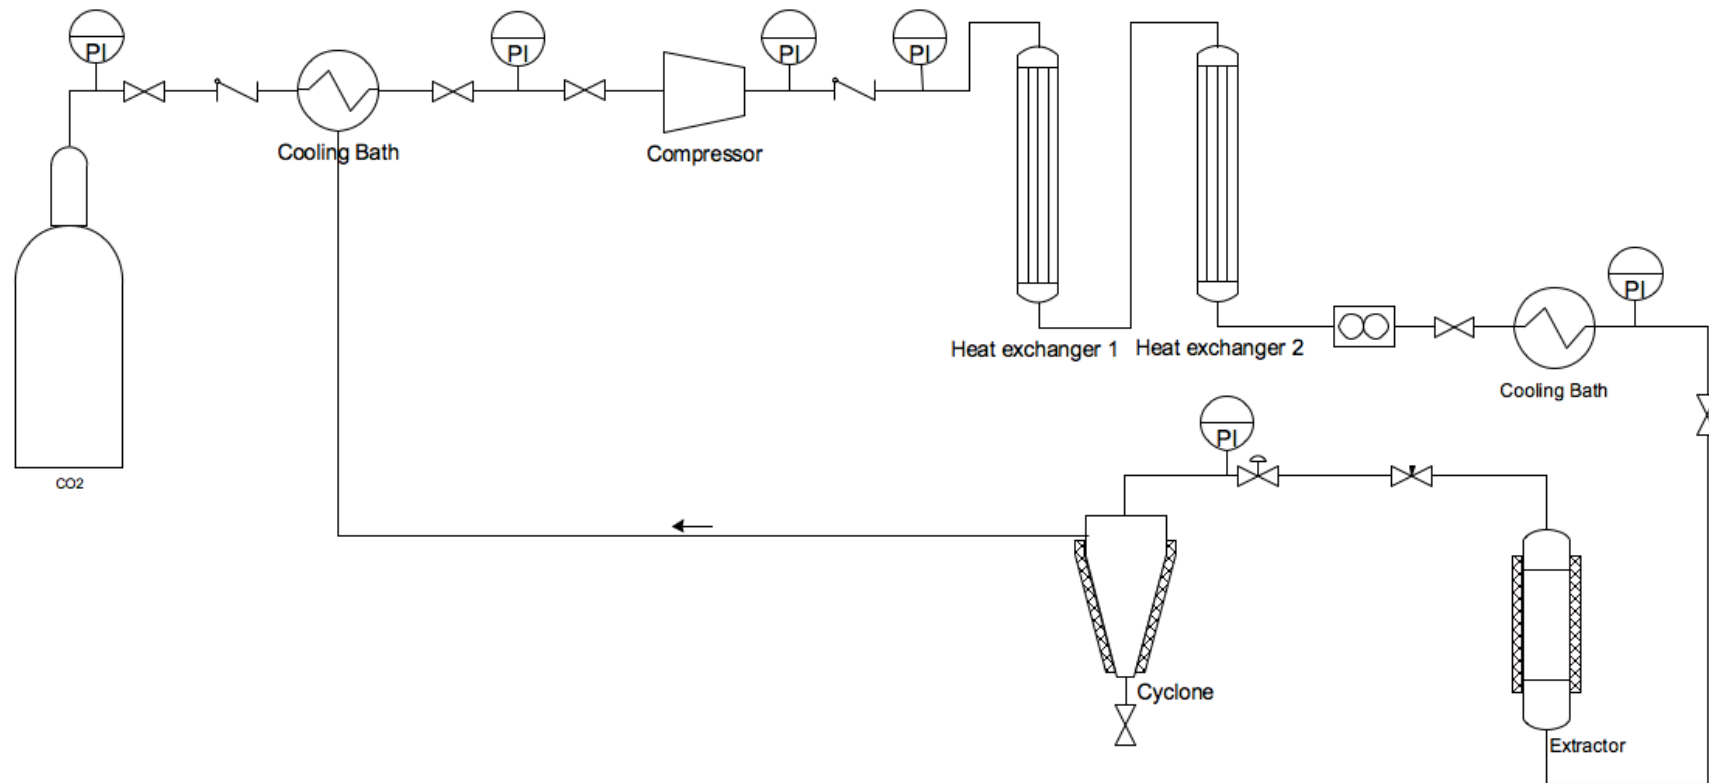 PI
PI
PI
PI
Cooling Bath
Compressor
CO2
Heat exchanger 1
Heat exchanger 2
PI
Cooling Bath
PI
Cyclone
Extractor